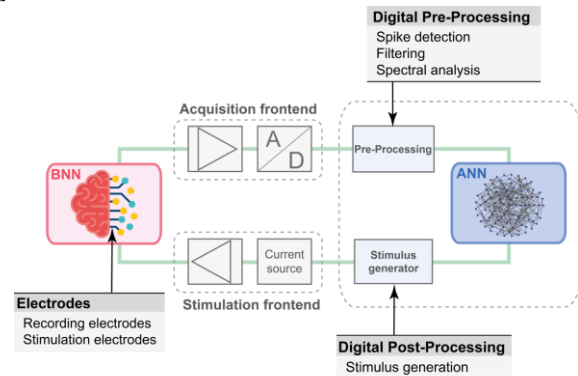 Digital Pre-Processing
Spike detection
Filtering
Spectral analysis
Acquisition frontend
A
D
Pre-Processing
BNN
ANN
Current
source
Stimulus
generator
Stimulation frontend
Electrodes
Recording electrodes
Stimulation electrodes
Digital Post-Processing
Stimulus generation